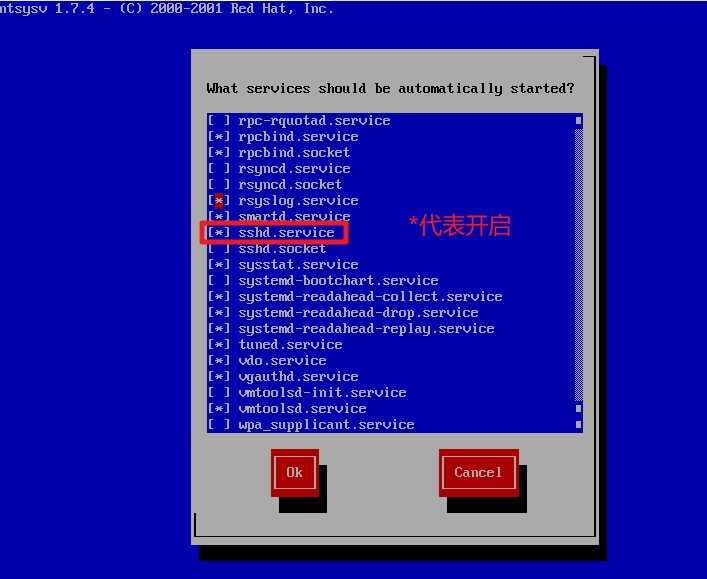 ntsysv 1.7.4 - (C) 2000-2001 Red Hat, Inc.
What services should be automatically started?
[ ] rpc-rquotad.service
[*] rpcbind.service
[*] rpcbind.socket
[ ] rsyncd.service
[ ] rsyncd.socket
[*] rsyslog.service
[*] smartd.service
[*] sshd.service
*代表开启
[ ] sshd.socket
[*] sysstat.service
[ ] systemd-bootchart.service
[*] systemd-readahead-collect.service
[*] systemd-readahead-drop.service
[*] systemd-readahead-replay.service
[*] tuned.service
[*] vdo.service
[*] vgauthd.service
[ ] vmtoolsd-init.service
[*] vmtoolsd.service
[ ] wpa_supplicant.service
Ok
Cancel